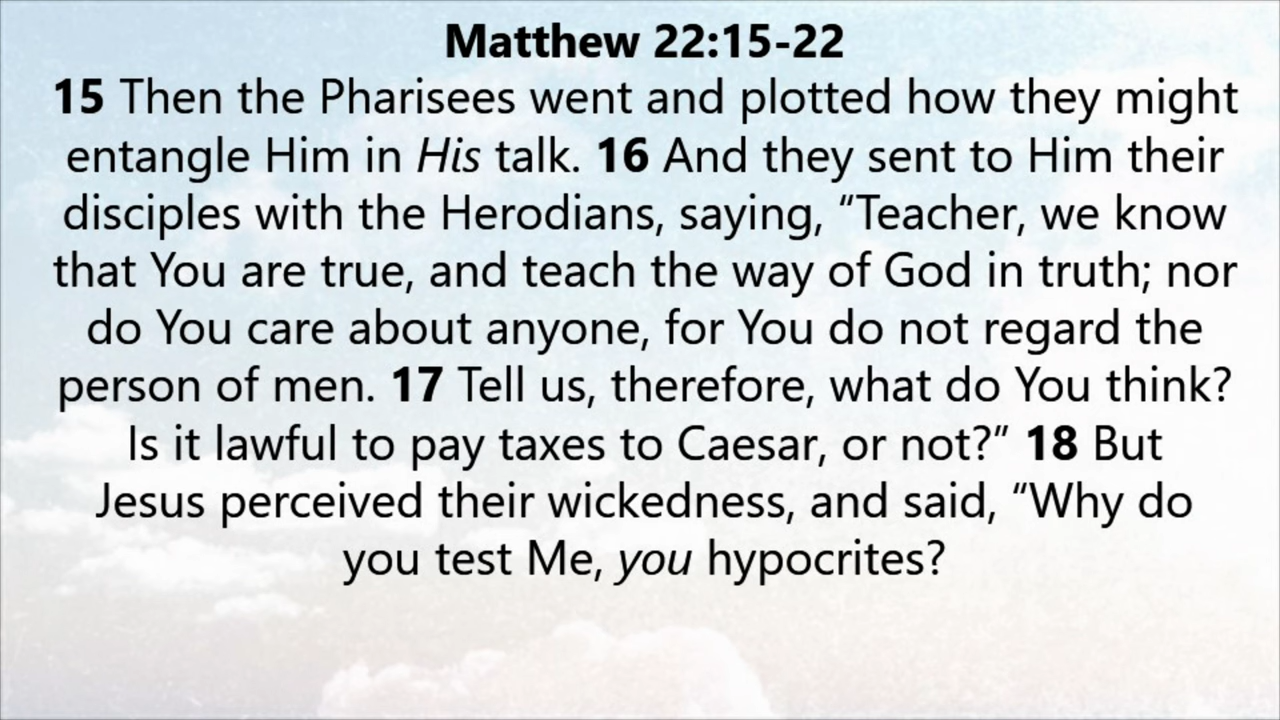 Matthew 22:15-22
15 Then the Pharisees went and plotted how they might
entangle Him in His talk. 16 And they sent to Him their
disciples with the Herodians, saying, “Teacher, we know
that You are true, and teach the way of God in truth; nor
do You care about anyone, for You do not regard the
person of men. 17 Tell us, therefore, what do You think?
Is it lawful to pay taxes to Caesar, or not?” 18 But
Jesus perceived their wickedness, and said, “Why do
you test Me, you hypocrites?